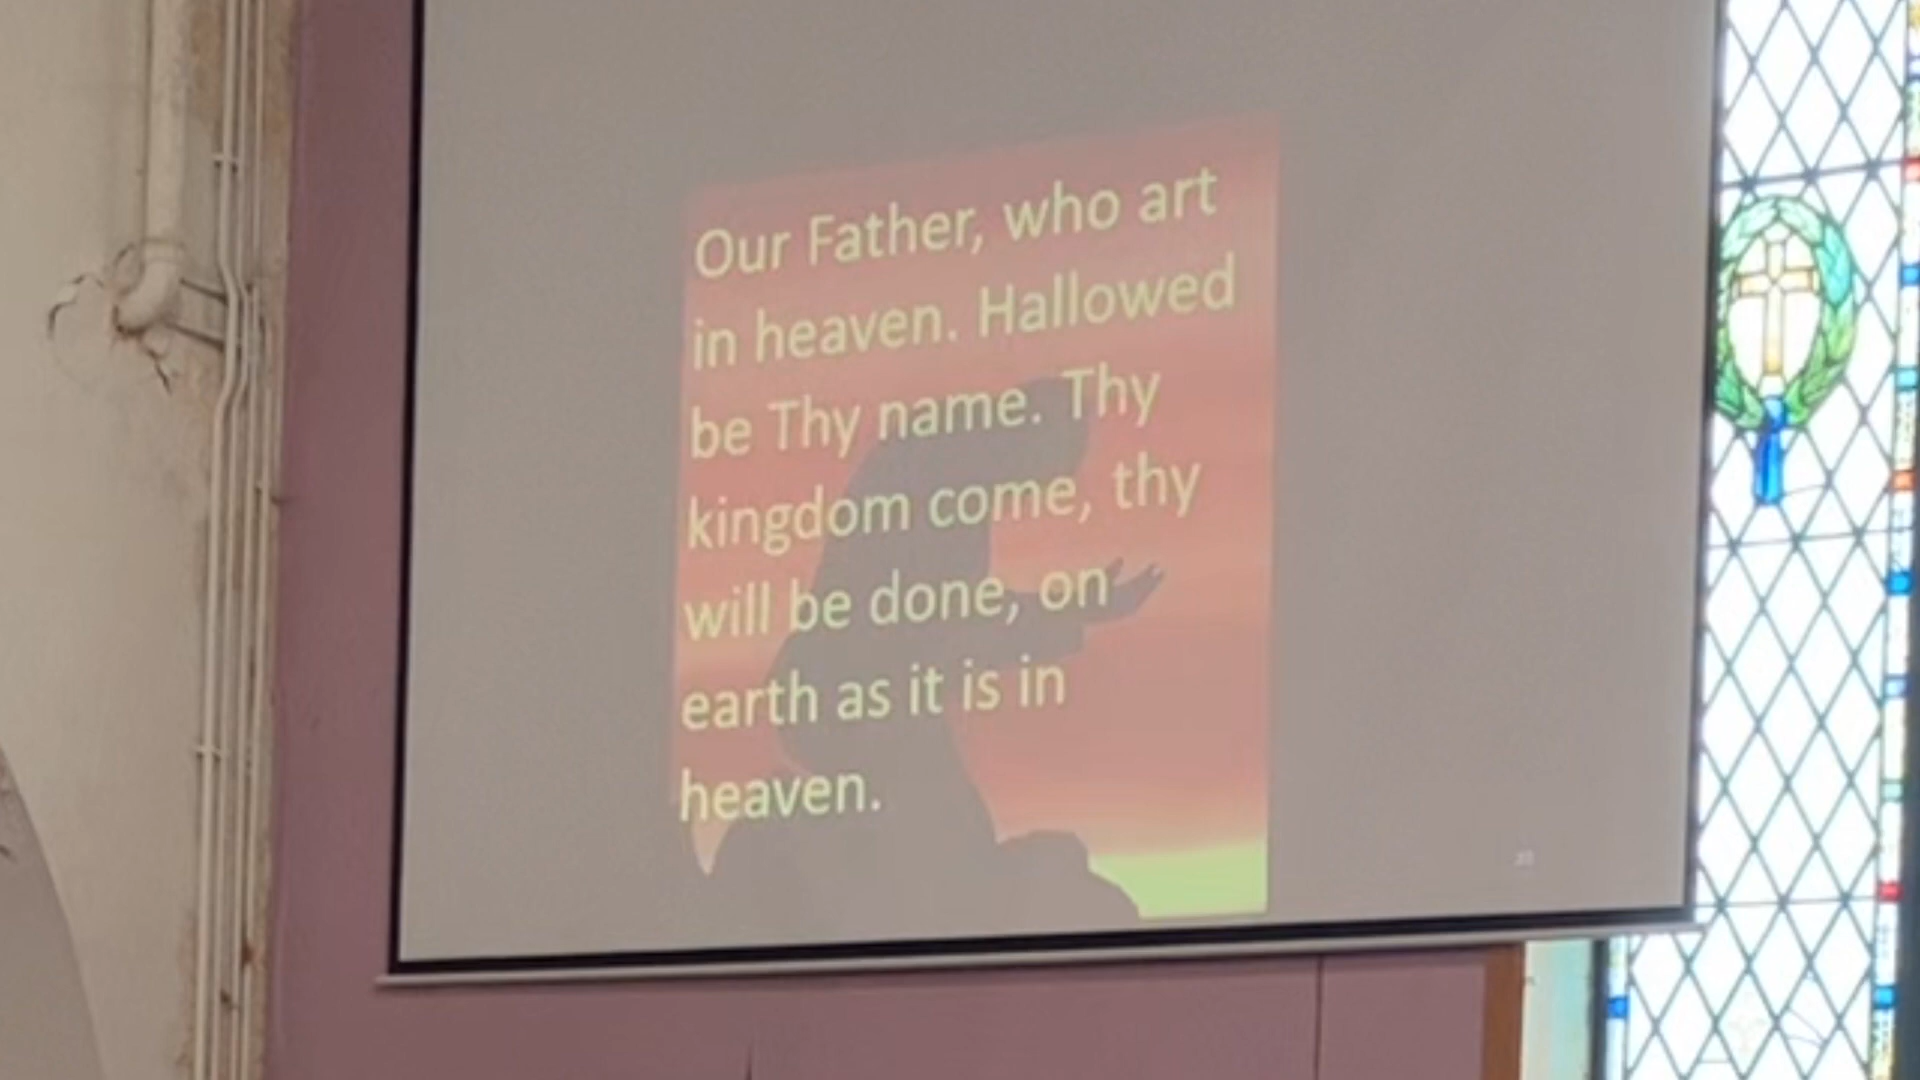 Our Father, who art
in heaven. Hallowed
be Thy name. Thy
kingdom come, thy
will be done, on
earth as it is in
heaven.